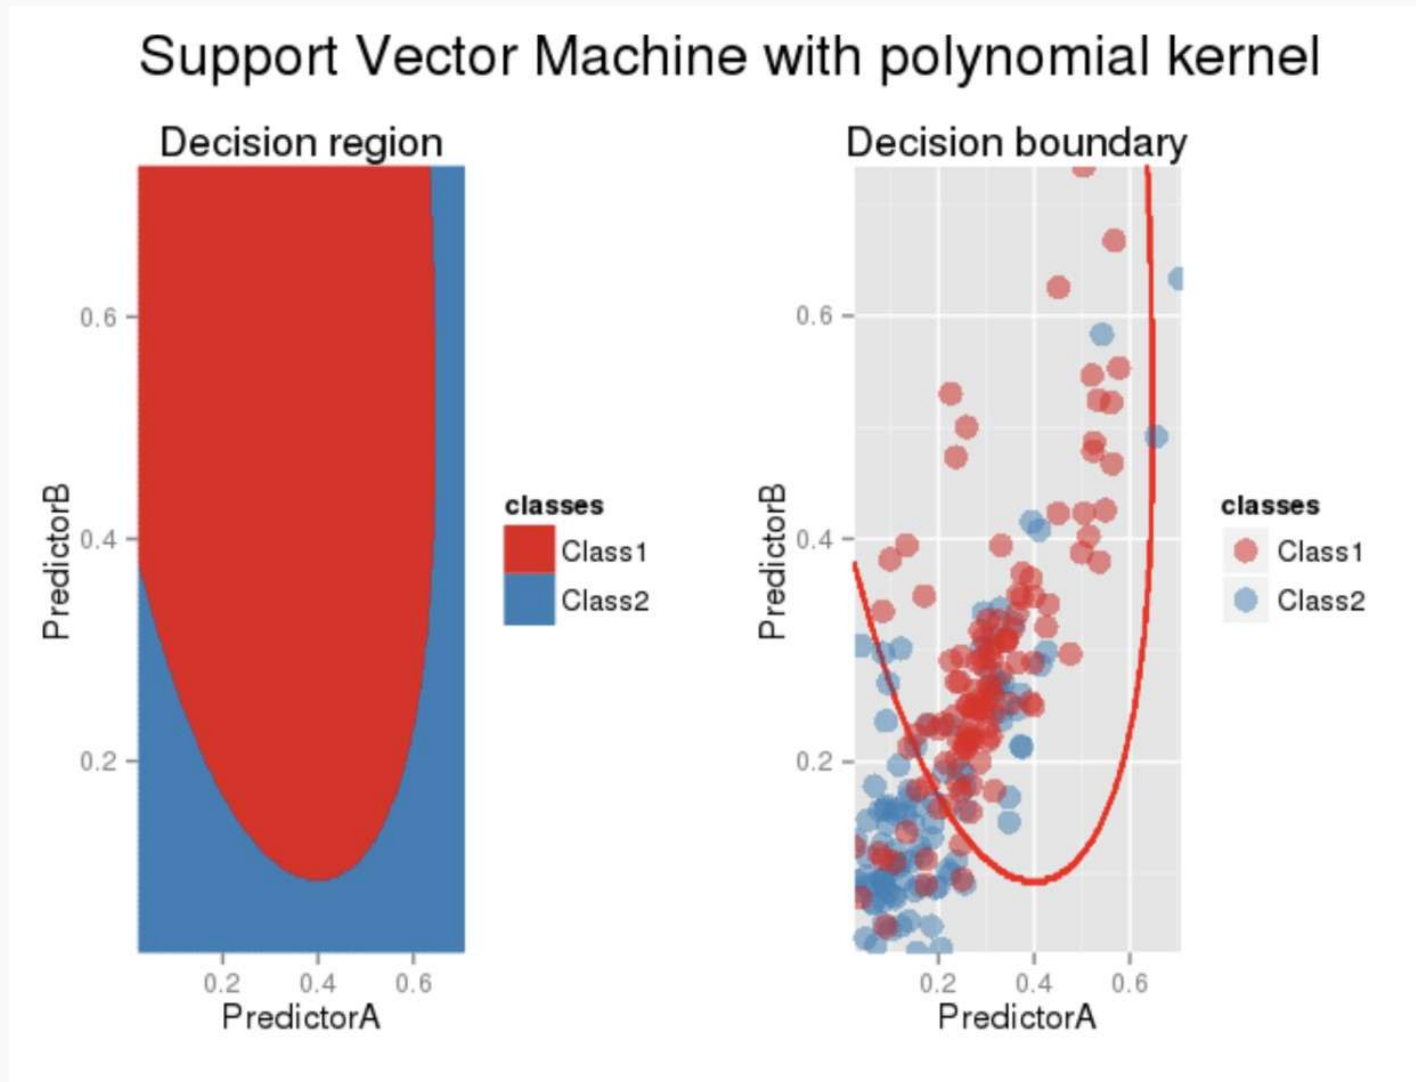 Support Vector Machine with polynomial kernel
Decision region
PredictorB
0.6
0.4
0.2
0.2 0.4 0.6
PredictorA
classes
Class1
Class2
Decision boundary
PredictorB
0.6
0.4
0.2
0.2 0.4 0.6
PredictorA
classes
Class1
Class2